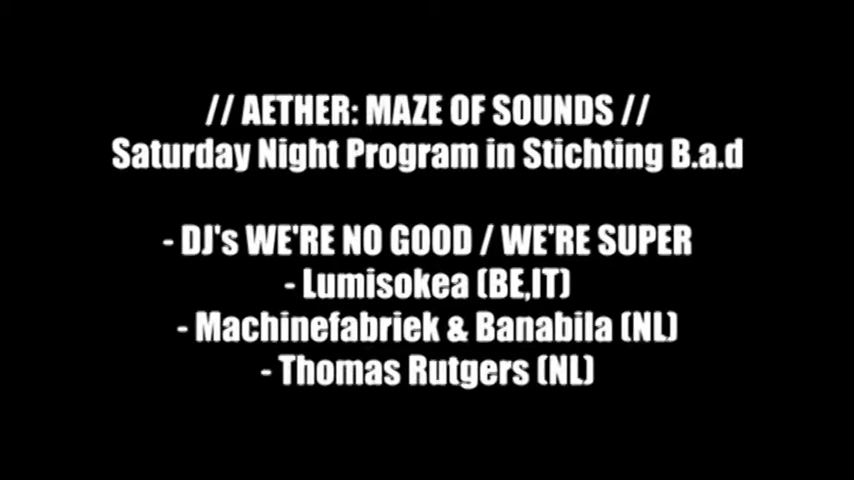 // AETHER: MAZE OF SOUNDS //
Saturday Night Program in Stichting B.a.d
- DJ's WE'RE NO GOOD / WE'RE SUPER
- Lumisokea (BE,IT)
- Machinefabriek & Banabila (NL)
- Thomas Rutgers (NL)